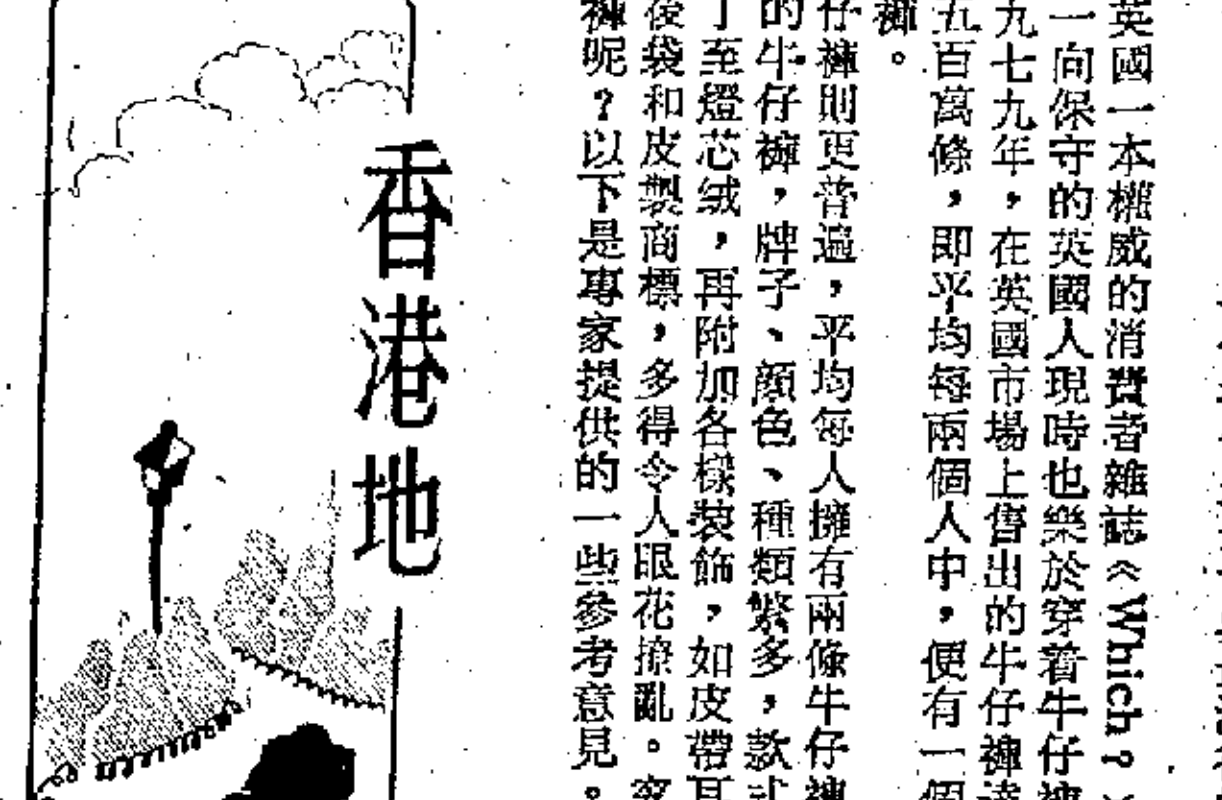 英國一本權威的消費者雜誌《Which?
一向保守的英國人現時也樂於穿着牛仔褲
九七九年，在英國市場上售出的牛仔褲達
五百萬條，即平均每兩個人中，便有一個
褲。
仔褲則更普遍，平均每人擁有兩條牛仔褲
的牛仔褲，牌子、顏色、種類繁多，款式
丁至燈芯絨，再附加各樣裝飾，如皮帶耳
後袋和皮製商標，多得令人眼花撩亂。究
褲呢？以下是專家提供的一些參考意見。
香港地